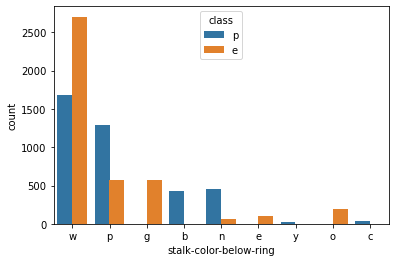 class
p
e
2500
2000
1500
1000
500
0
count
w p g b n e y o c
stalk-color-below-ring